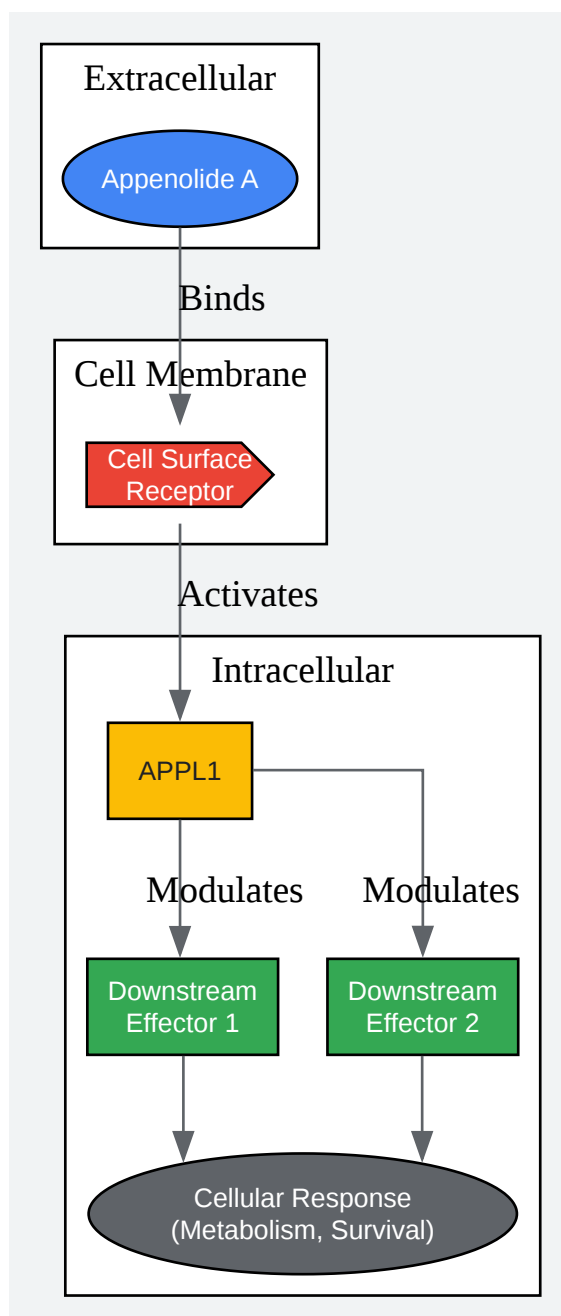 Extracellular
Appenolide A
Binds
Cell Membrane
Cell Surface
Receptor
Activates
Intracellular
APPL1
Modulates
Modulates
Downstream
Effector 1
Downstream
Effector 2
Cellular Response
(Metabolism, Survival)